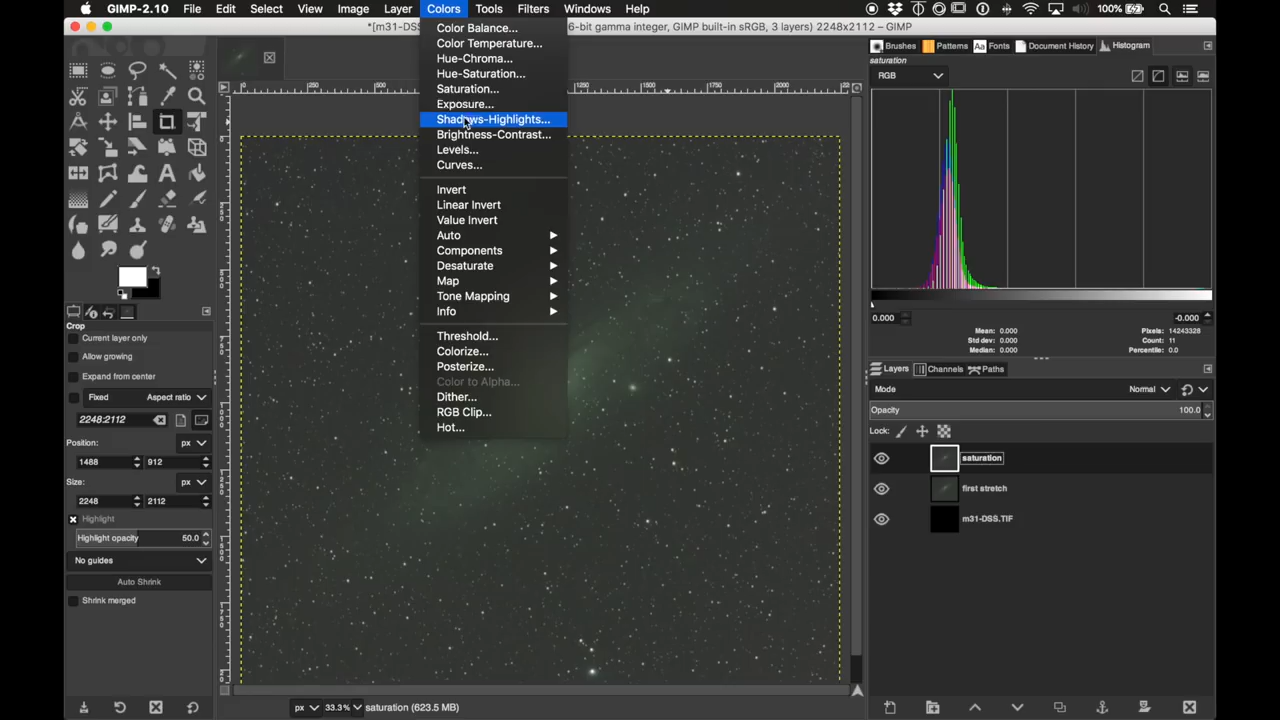 GIMP-2.10 File Edit Select View Image Layer Colors Tools Filters Windows Help 100%
*[m31-DSS 6-bit gamma integer, GIMP built-in sRGB, 3 layers) 2248x2112 – GIMP
Color Balance...
Color Temperature...
Hue-Chroma...
Hue-Saturation...
Saturation...
Exposure...
Shadows-Highlights...
Brightness-Contrast...
Levels...
Curves...
Invert
Linear Invert
Value Invert
Auto
Components
Desaturate
Map
Tone Mapping
Info
Threshold...
Colorize...
Posterize...
Color to Alpha...
Dither...
RGB Clip...
Hot...
Crop
Current layer only
Allow growing
Expand from center
Fixed Aspect ratio
2248:2112
Position: px
1488 912
Size: px
2248 2112
Highlight
Highlight opacity 50.0
No guides
Auto Shrink
Shrink merged
0 500 1250 1500 1750
px 33.3% saturation (623.5 MB)
Brushes Patterns Aa Fonts Document History Histogram
saturation
RGB
0.000 -0.000
Mean: 0.000 Pixels: 14243328
Std dev: 0.000 Count: 11
Median: 0.000 Percentile: 0.0
Layers Channels Paths
Mode Normal
Opacity 100.0
Lock:
saturation
first stretch
m31-DSS.TIF